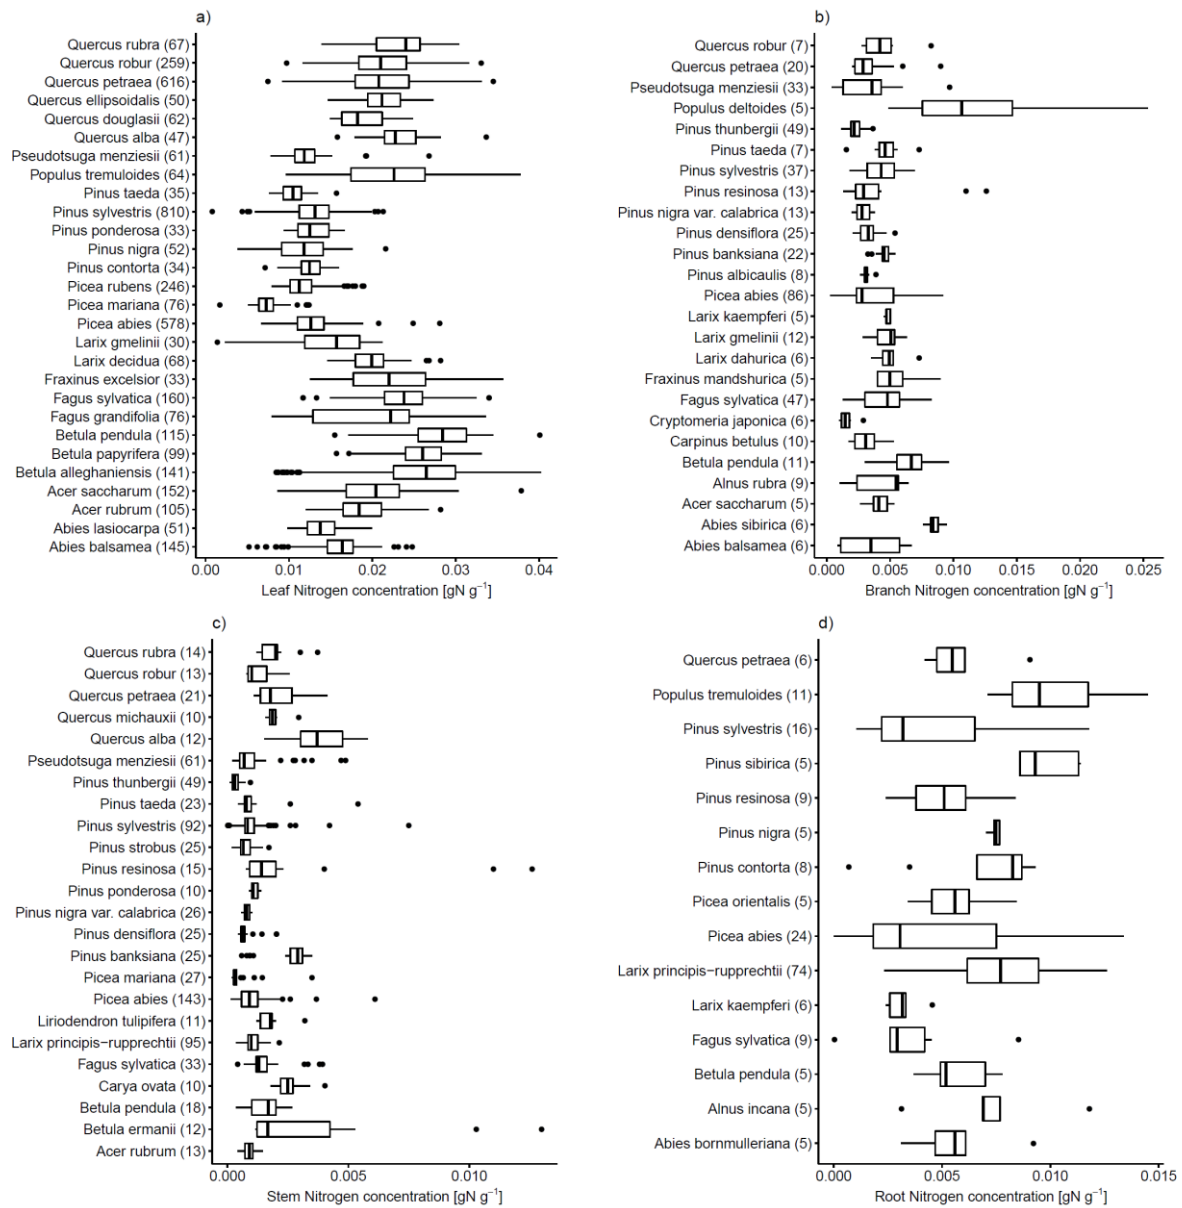 a)
Quercus rubra (67)
Quercus robur (259)
Quercus petraea (616)
Quercus ellipsoidalis (50)
Quercus douglasii (62)
Quercus alba (47)
Pseudotsuga menziesii (61)
Populus tremuloides (64)
Pinus taeda (35)
Pinus sylvestris (810)
Pinus ponderosa (33)
Pinus nigra (52)
Pinus contorta (34)
Picea rubens (246)
Picea mariana (76)
Picea abies (578)
Larix gmelinii (30)
Larix decidua (68)
Fraxinus excelsior (33)
Fagus sylvatica (160)
Fagus grandifolia (76)
Betula pendula (115)
Betula papyrifera (99)
Betula alleghaniensis (141)
Acer saccharum (152)
Acer rubrum (105)
Abies lasiocarpa (51)
Abies balsamea (145)
0.00 0.01 0.02 0.03 0.04
Leaf Nitrogen concentration [gN g⁻¹]
b)
Quercus robur (7)
Quercus petraea (20)
Pseudotsuga menziesii (33)
Populus deltoides (5)
Pinus thunbergii (49)
Pinus taeda (7)
Pinus sylvestris (37)
Pinus resinosa (13)
Pinus nigra var. calabrica (13)
Pinus densiflora (25)
Pinus banksiana (22)
Pinus albicaulis (8)
Picea abies (86)
Larix kaempferi (5)
Larix gmelinii (12)
Larix dahurica (6)
Fraxinus mandshurica (5)
Fagus sylvatica (47)
Cryptomeria japonica (6)
Carpinus betulus (10)
Betula pendula (11)
Alnus rubra (9)
Acer saccharum (5)
Abies sibirica (6)
Abies balsamea (6)
0.000 0.005 0.010 0.015 0.020 0.025
Branch Nitrogen concentration [gN g⁻¹]
c)
Quercus rubra (14)
Quercus robur (13)
Quercus petraea (21)
Quercus michauxii (10)
Quercus alba (12)
Pseudotsuga menziesii (61)
Pinus thunbergii (49)
Pinus taeda (23)
Pinus sylvestris (92)
Pinus strobus (25)
Pinus resinosa (15)
Pinus ponderosa (10)
Pinus nigra var. calabrica (26)
Pinus densiflora (25)
Pinus banksiana (25)
Picea mariana (27)
Picea abies (143)
Liriodendron tulipifera (11)
Larix principis−rupprechtii (95)
Fagus sylvatica (33)
Carya ovata (10)
Betula pendula (18)
Betula ermanii (12)
Acer rubrum (13)
0.000 0.005 0.010
Stem Nitrogen concentration [gN g⁻¹]
d)
Quercus petraea (6)
Populus tremuloides (11)
Pinus sylvestris (16)
Pinus sibirica (5)
Pinus resinosa (9)
Pinus nigra (5)
Pinus contorta (8)
Picea orientalis (5)
Picea abies (24)
Larix principis−rupprechtii (74)
Larix kaempferi (6)
Fagus sylvatica (9)
Betula pendula (5)
Alnus incana (5)
Abies bornmulleriana (5)
0.000 0.005 0.010 0.015
Root Nitrogen concentration [gN g⁻¹]